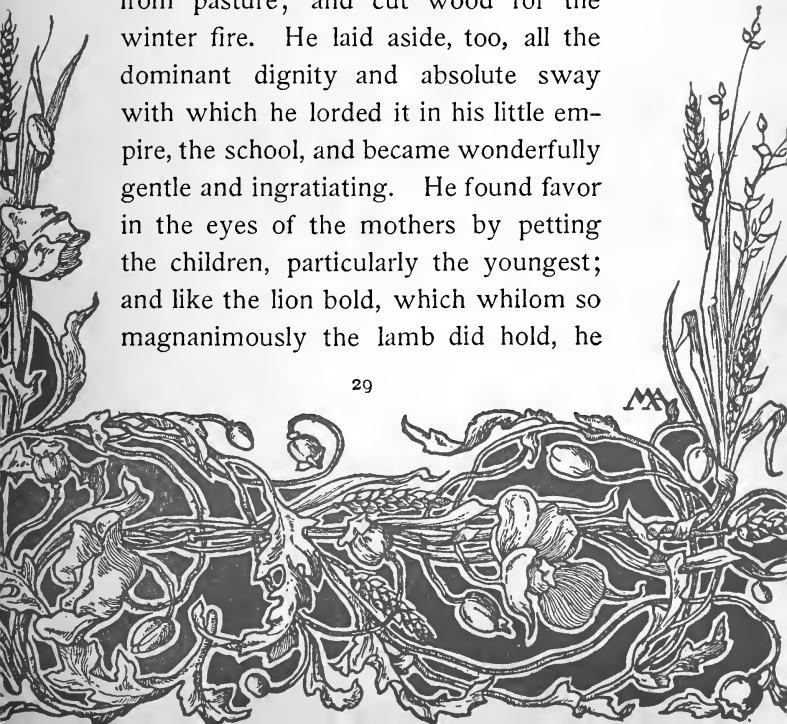 from pasture; and cut wood for the
winter fire. He laid aside, too, all the
dominant dignity and absolute sway
with which he lorded it in his little em-
pire, the school, and became wonderfully
gentle and ingratiating. He found favor
in the eyes of the mothers by petting
the children, particularly the youngest;
and like the lion bold, which whilom so
magnanimously the lamb did hold, he
29